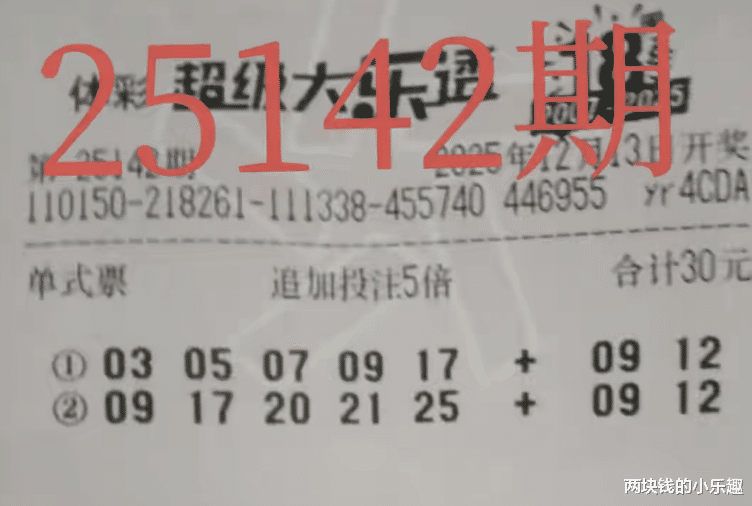 25142期
体彩 超级大乐透
2007-2025
第 25142期 2025年12月13日开奖
110150-218261-111338-455740 446955 yr4CDA
单式票 追加投注5倍 合计30元
① 03 05 07 09 17 + 09 12
② 09 17 20 21 25 + 09 12
两块钱的小乐趣